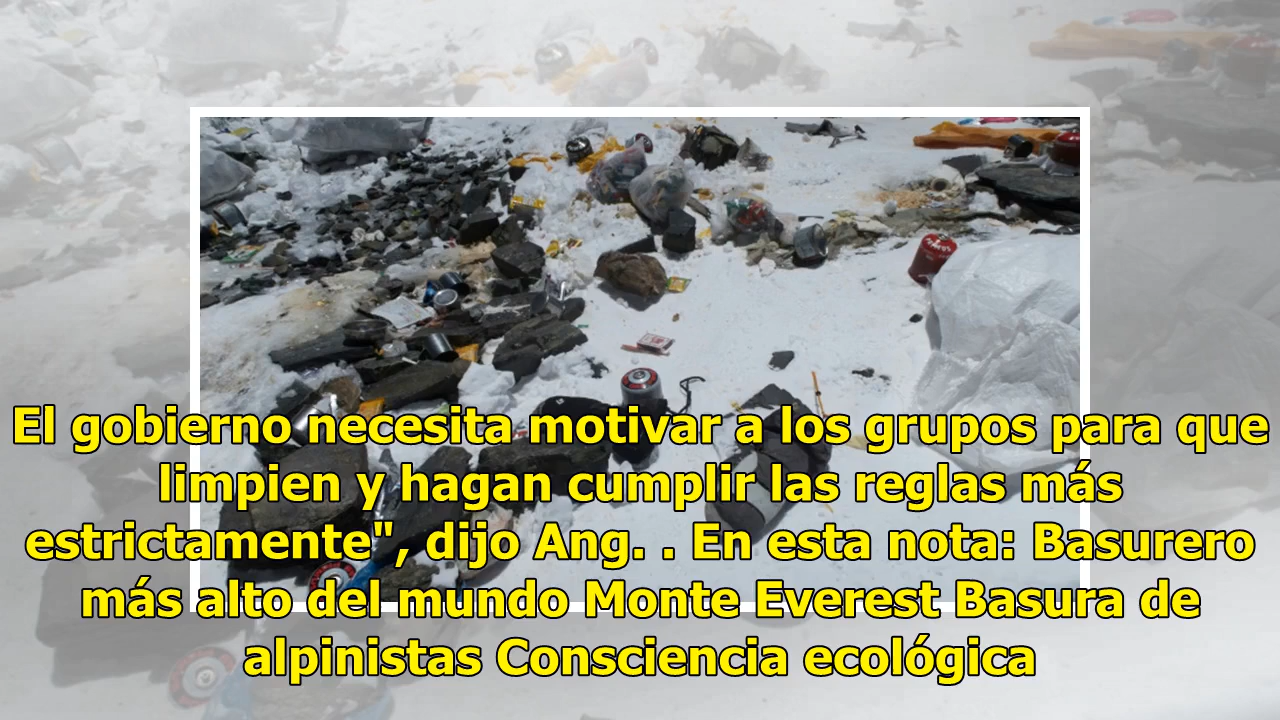 El gobierno necesita motivar a los grupos para que
limpien y hagan cumplir las reglas más
estrictamente", dijo Ang. . En esta nota: Basurero
más alto del mundo Monte Everest Basura de
alpinistas Consciencia ecológica